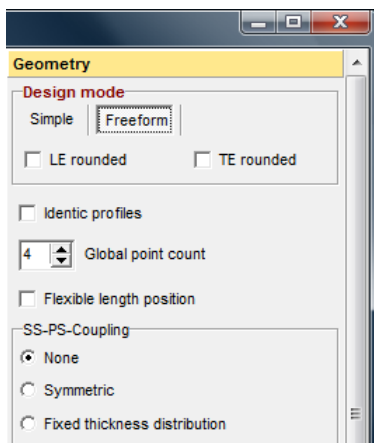 Geometry
Design mode
Simple Freeform
LE rounded TE rounded
Identic profiles
4 Global point count
Flexible length position
SS-PS-Coupling
None
Symmetric
Fixed thickness distribution